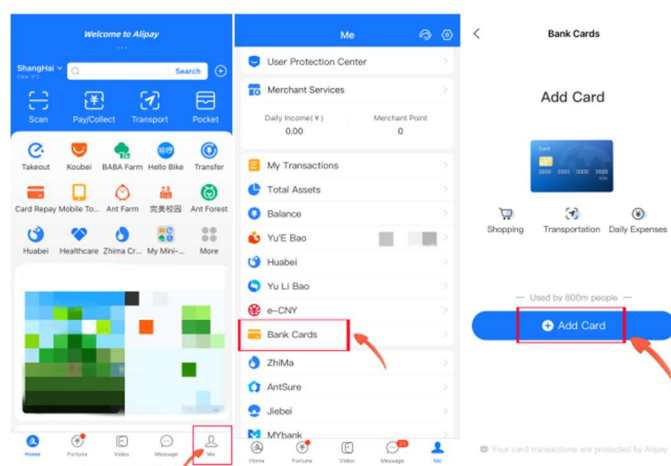 Welcome to Alipay
ShangHai
Search
Scan
Pay/Collect
Transport
Pocket
Takeout
Koubei
BABA Farm
Hello Bike
Transfer
Card Repay
Mobile To...
Ant Farm
完美校园
Ant Forest
Huabei
Healthcare
Zhima Cr...
My Mini-...
More
Home
Fortune
Video
Message
Me
Me
User Protection Center
Merchant Services
Daily Income(¥)
Merchant Point
0.00
0
My Transactions
Total Assets
Balance
Yu'E Bao
Huabei
Yu Li Bao
e-CNY
Bank Cards
ZhiMa
AntSure
Jiebei
MYbank
Home
Fortune
Video
Message
Me
Bank Cards
Add Card
Card
Shopping
Transportation
Daily Expenses
Used by 800m people
Add Card
Your card transactions are protected by Alipay